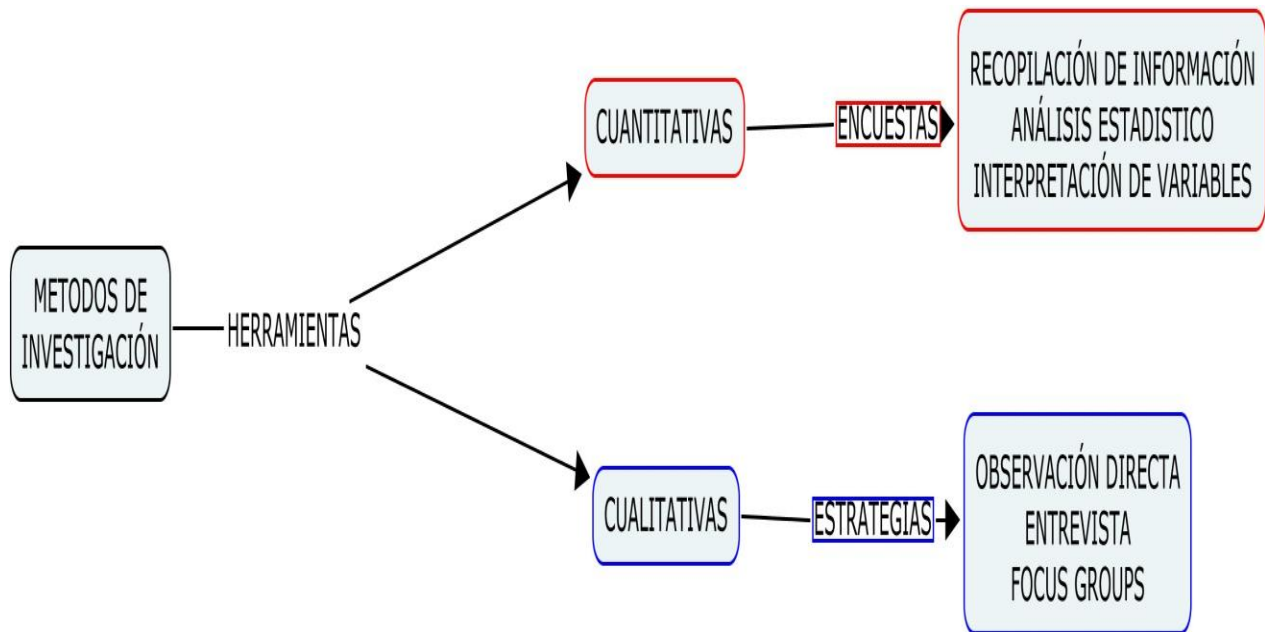 METODOS DE
INVESTIGACIÓN
HERRAMIENTAS
CUANTITATIVAS
ENCUESTAS
RECOPILACIÓN DE INFORMACIÓN
ANÁLISIS ESTADISTICO
INTERPRETACIÓN DE VARIABLES
CUALITATIVAS
ESTRATEGIAS
OBSERVACIÓN DIRECTA
ENTREVISTA
FOCUS GROUPS